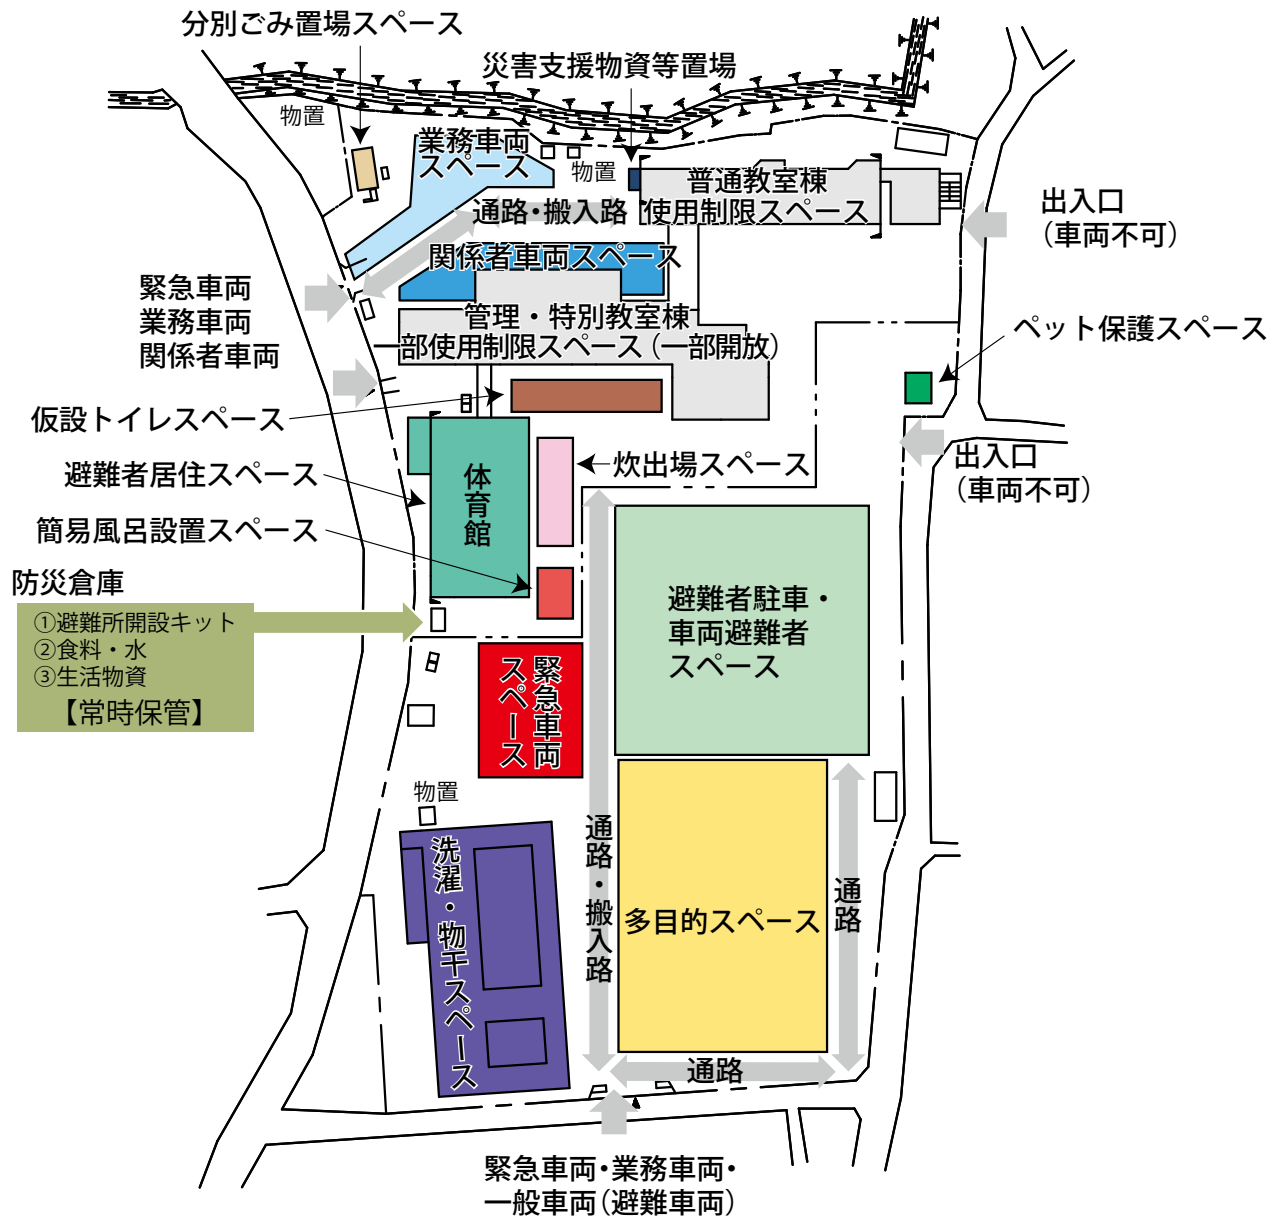 分別ごみ置場スペース
災害支援物資等置場
物置
業務車両
スペース
物置
普通教室棟
使用制限スペース
通路・搬入路
出入口
（車両不可）
関係者車両スペース
緊急車両
業務車両
関係者車両
管理・特別教室棟
一部使用制限スペース（一部開放）
ペット保護スペース
仮設トイレスペース
避難者居住スペース
体育館
炊出場スペース
出入口
（車両不可）
簡易風呂設置スペース
防災倉庫
①避難所開設キット
②食料・水
③生活物資
【常時保管】
避難者駐車・
車両避難者
スペース
緊急車両
スペース
物置
洗濯・物干スペース
通路・搬入路
多目的スペース
通路
通路
緊急車両・業務車両・
一般車両（避難車両）